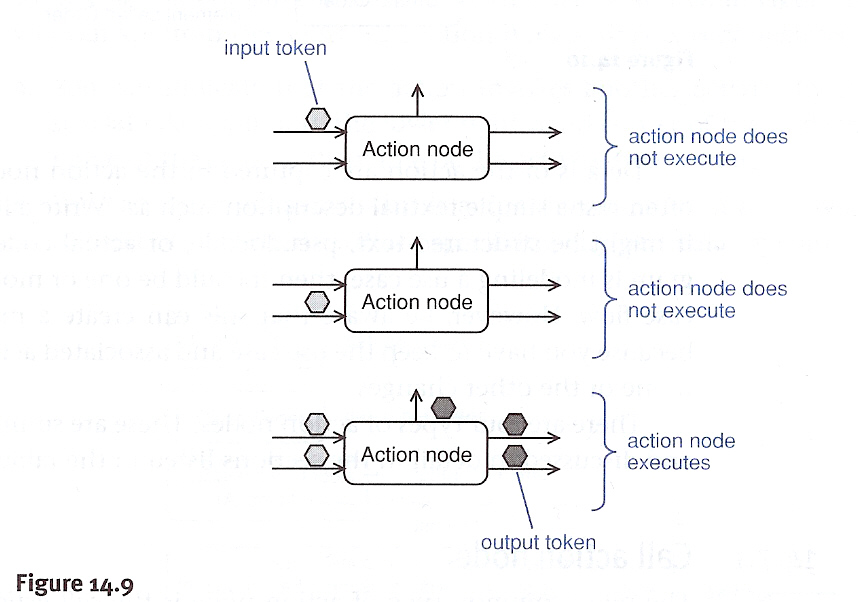 input token
Action node
action node does
not execute
Action node
action node does
not execute
Action node
action node
executes
output token
Figure 14.9